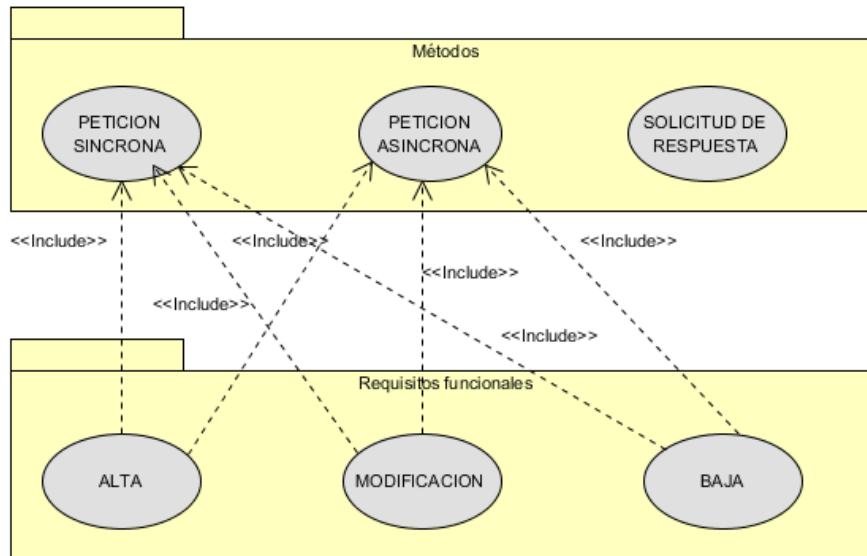 Métodos
PETICION
SINCRONA
PETICION
ASINCRONA
SOLICITUD DE
RESPUESTA
<<Include>>
<<Include>>
<<Include>>
<<Include>>
<<Include>>
<<Include>>
Requisitos funcionales
ALTA
MODIFICACION
BAJA